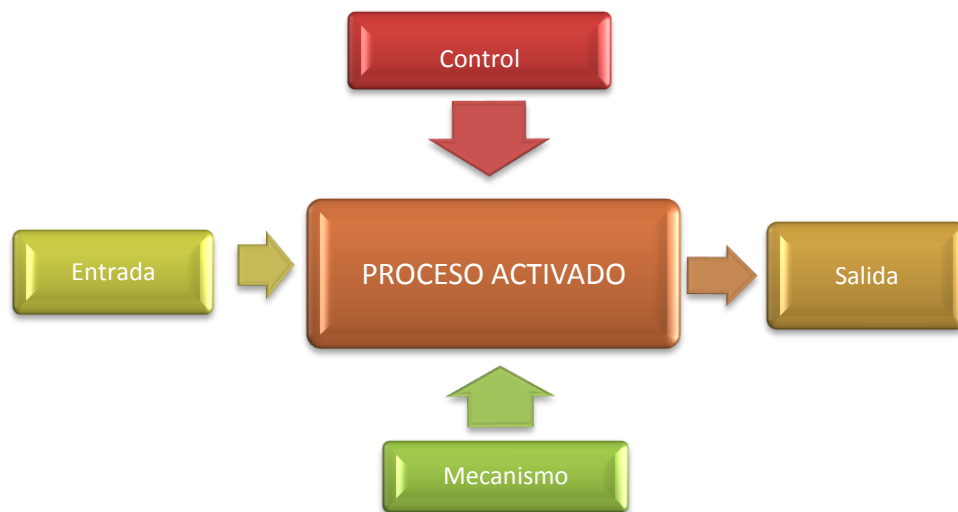 Control
Entrada
PROCESO ACTIVADO
Salida
Mecanismo